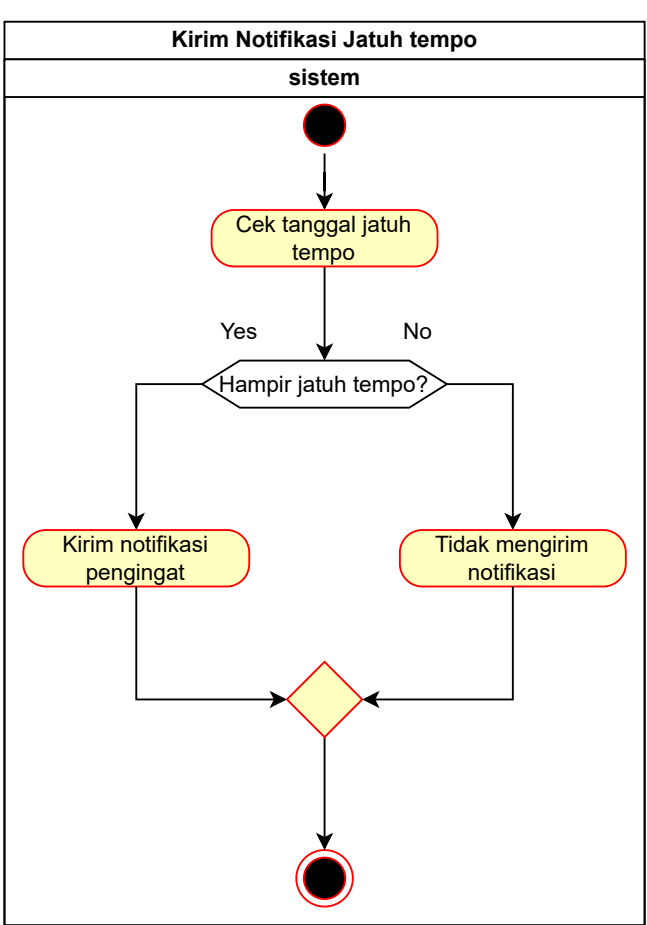 Kirim Notifikasi Jatuh tempo
sistem
Cek tanggal jatuh
tempo
Yes
No
Hampir jatuh tempo?
Kirim notifikasi
pengingat
Tidak mengirim
notifikasi